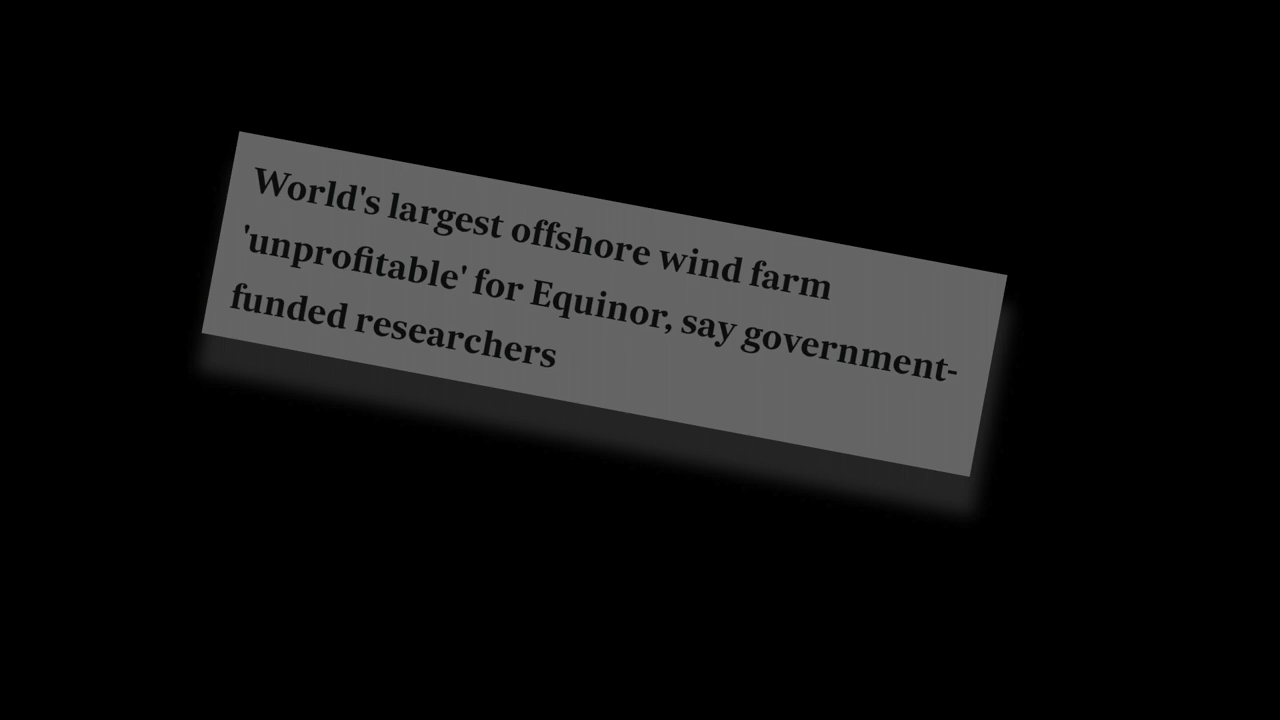 World's largest offshore wind farm
'unprofitable' for Equinor, say government-
funded researchers